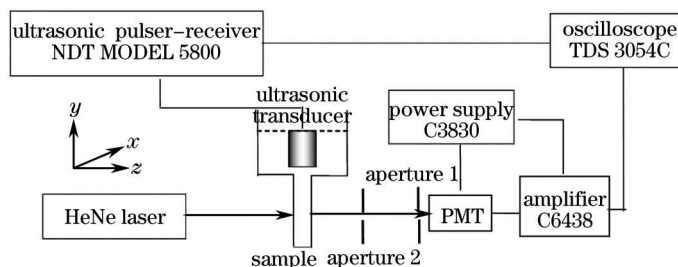 ultrasonic pulser-receiver
NDT MODEL 5800
oscilloscope
TDS 3054C
ultrasonic
transducer
power supply
C3830
y
x
z
aperture 1
HeNe laser
PMT
amplifier
C6438
sample
aperture 2